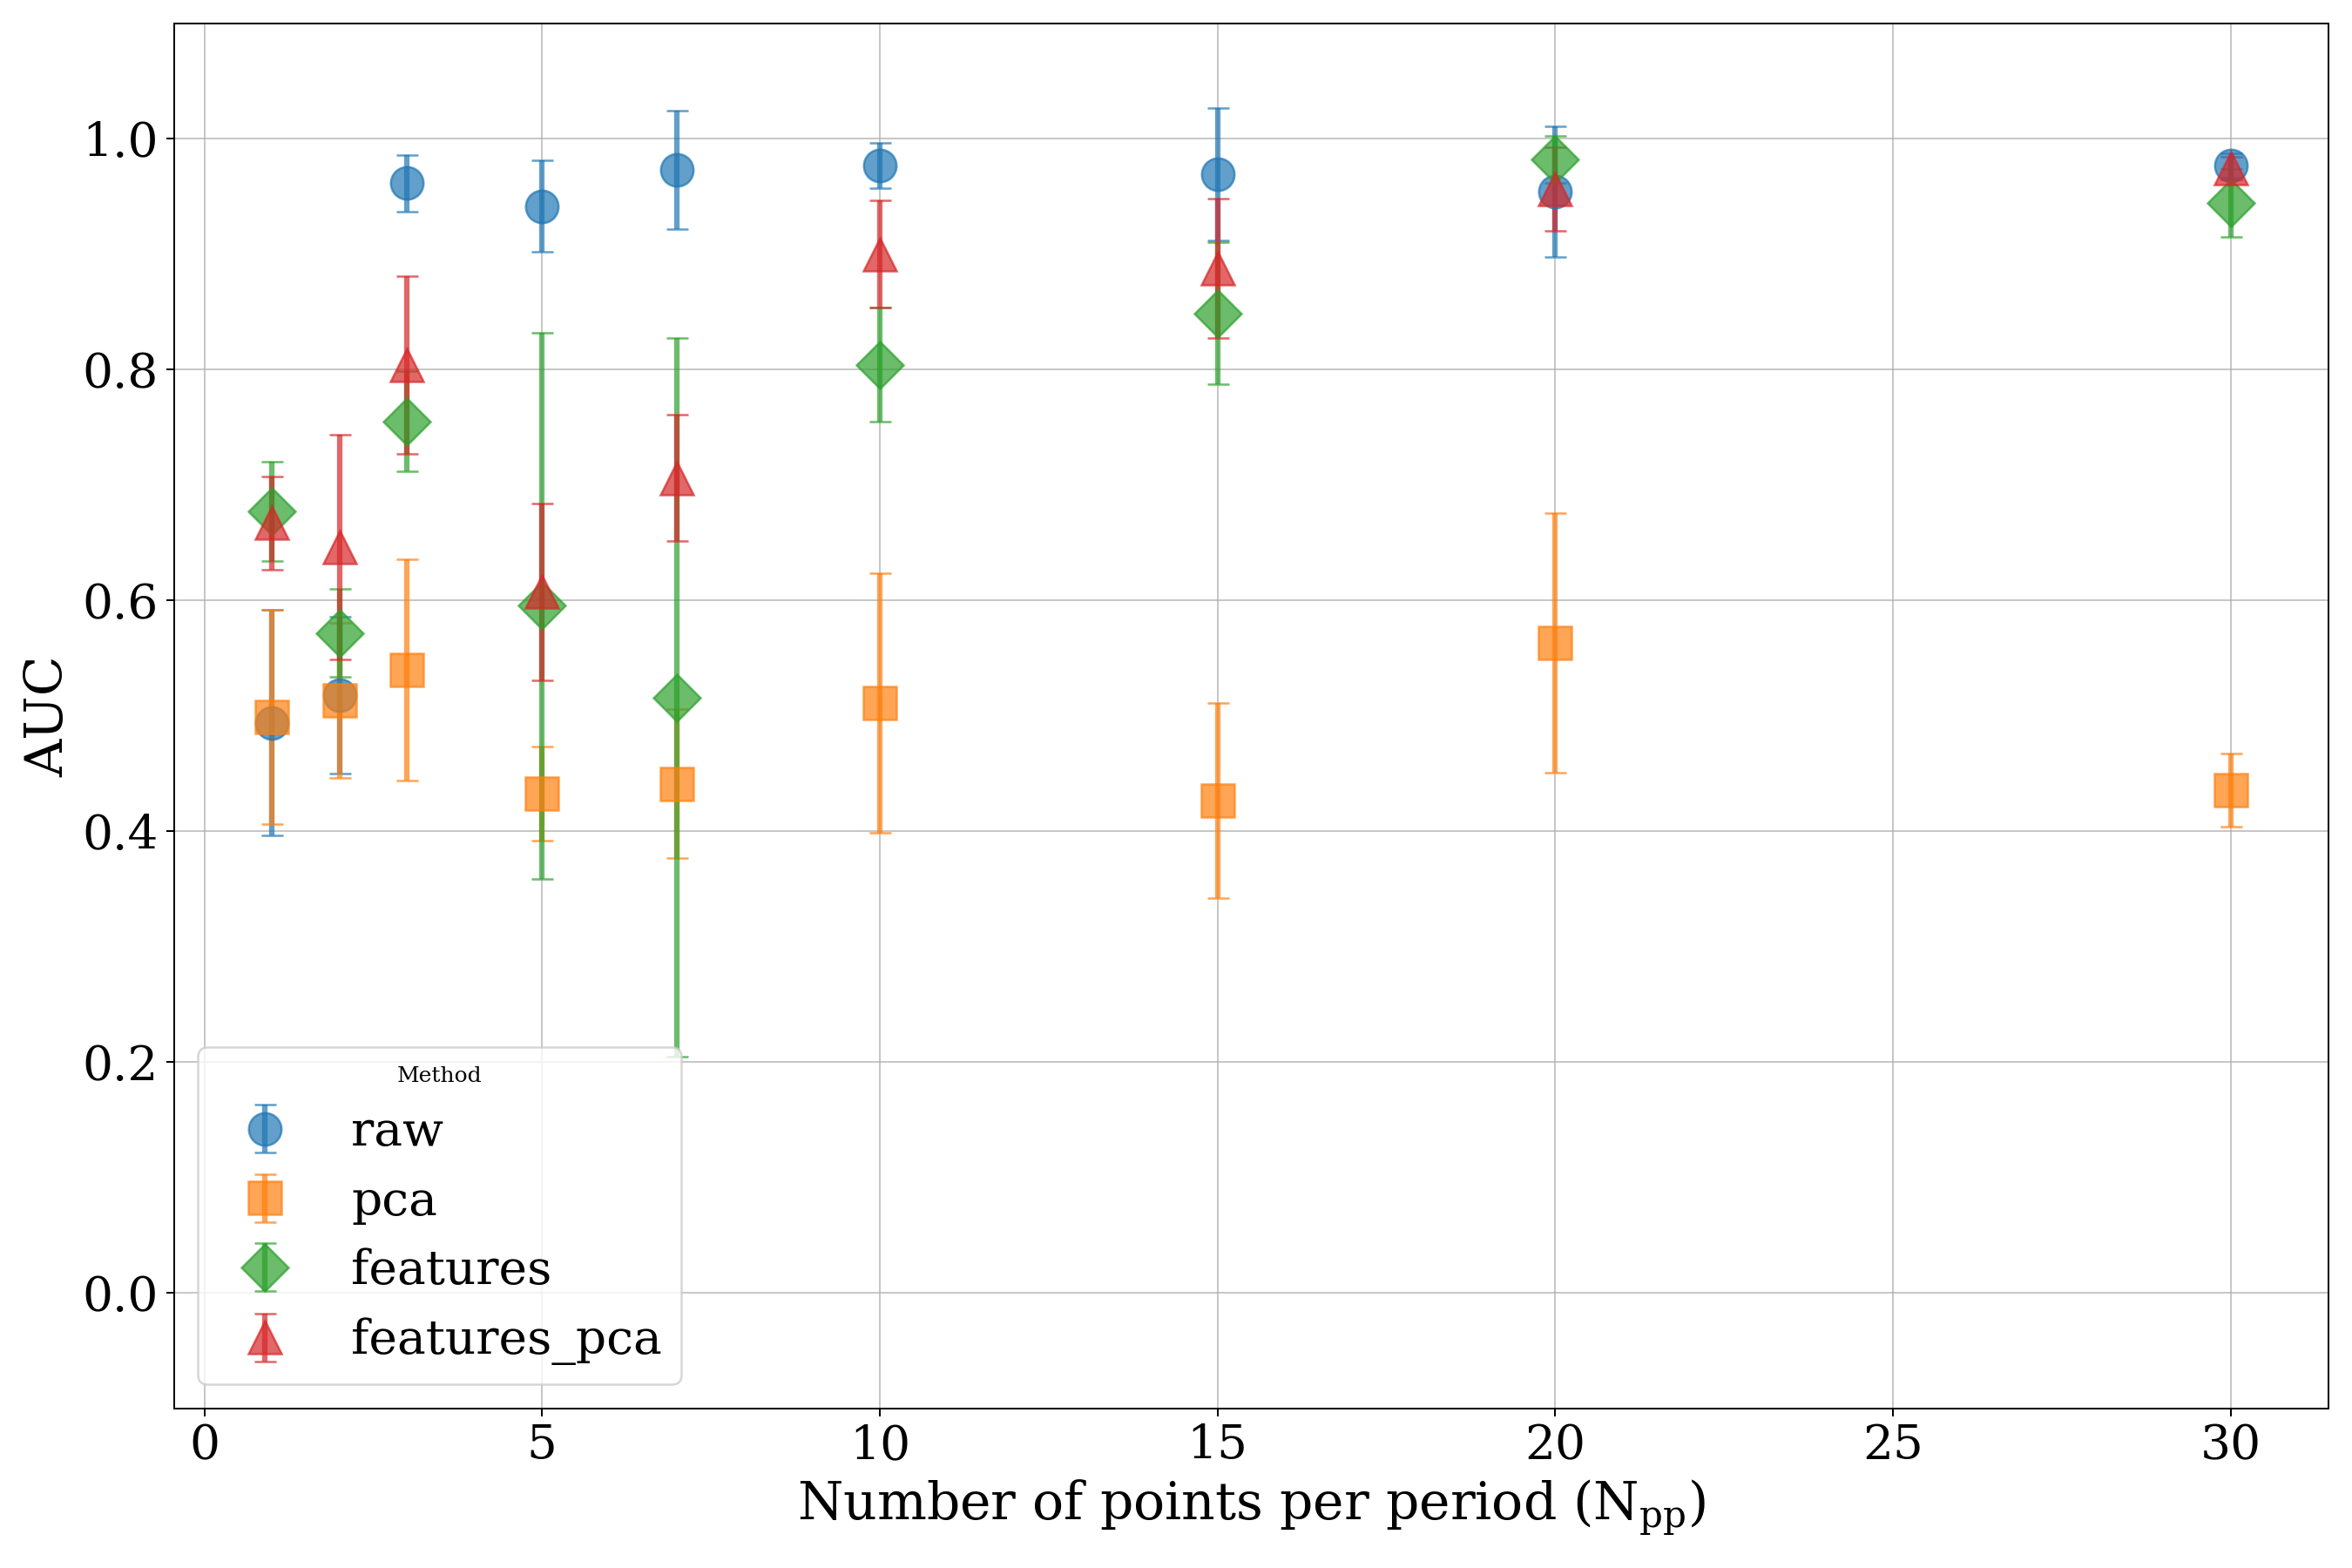 1.0
0.8
0.6
0.4
0.2
0.0
AUC
Method
raw
pca
features
features_pca
0 5 10 15 20 25 30
Number of points per period (Npp)